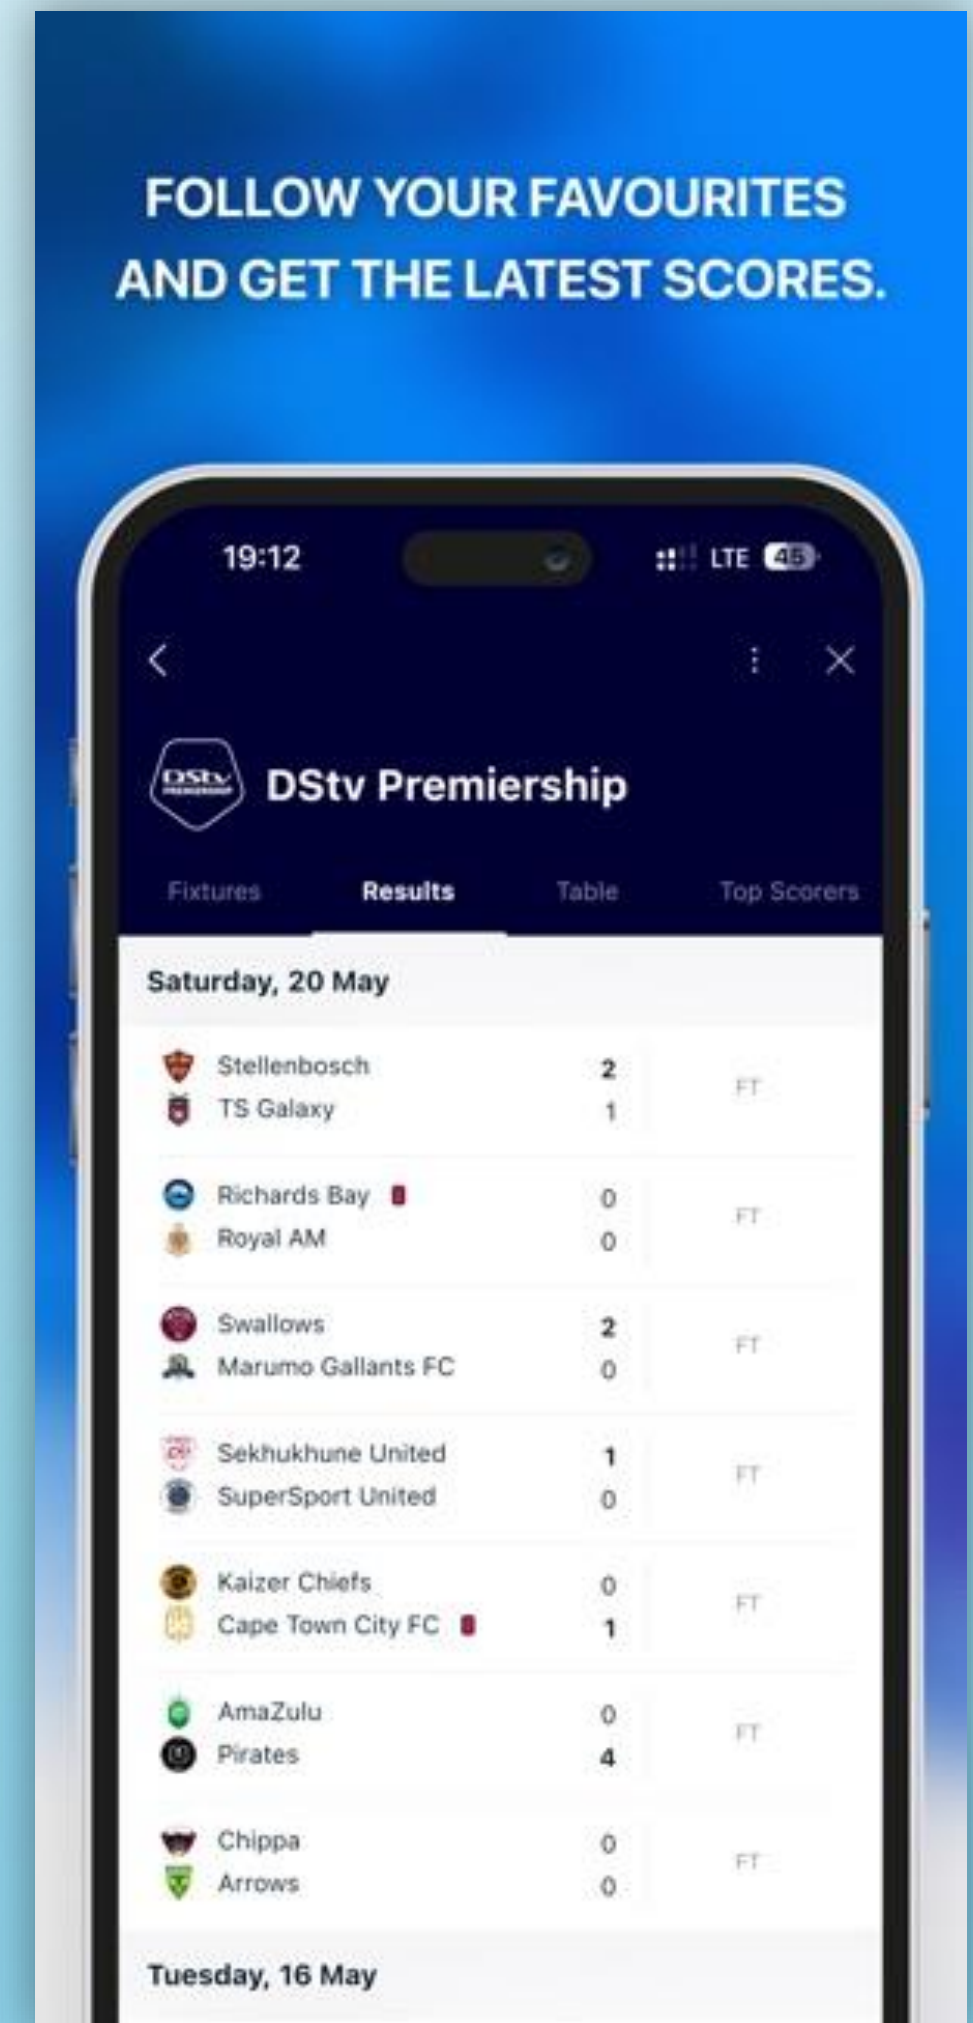 FOLLOW YOUR FAVOURITES
AND GET THE LATEST SCORES.
19:12
LTE 45
DStv
PREMIERSHIP
DStv Premiership
Fixtures Results Table Top Scorers
Saturday, 20 May
Stellenbosch 2
FT
TS Galaxy 1
Richards Bay 0
FT
Royal AM 0
Swallows 2
FT
Marumo Gallants FC 0
Sekhukhune United 1
FT
SuperSport United 0
Kaizer Chiefs 0
FT
Cape Town City FC 1
AmaZulu 0
FT
Pirates 4
Chippa 0
FT
Arrows 0
Tuesday, 16 May